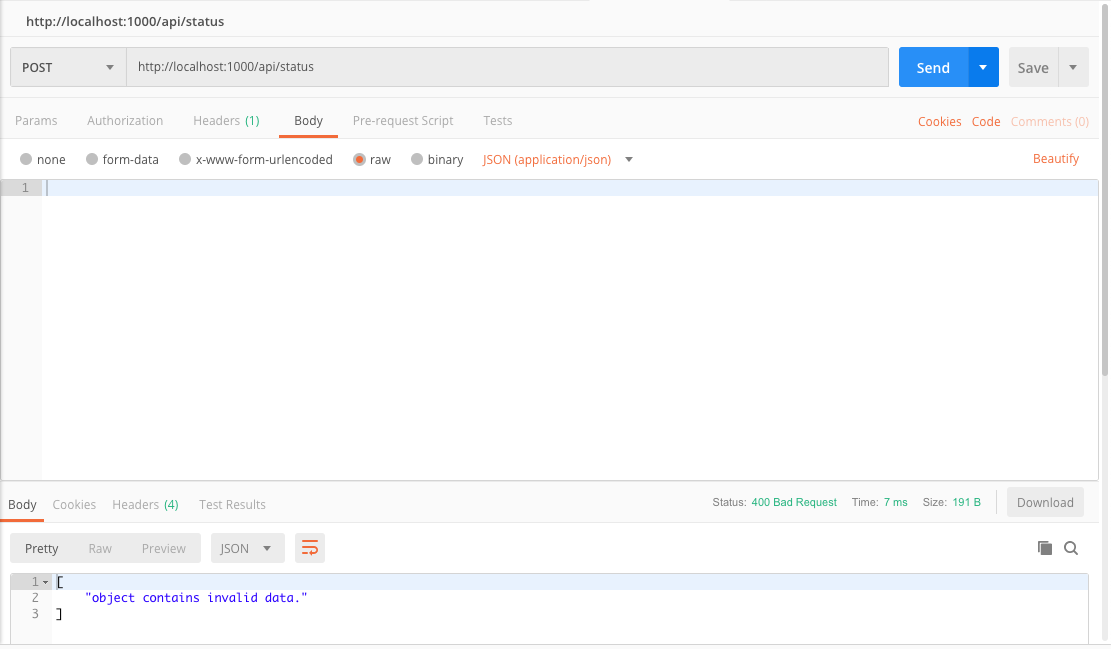 http://localhost:1000/api/status
POST http://localhost:1000/api/status Send Save
Params Authorization Headers (1) Body Pre-request Script Tests Cookies Code Comments (0)
none form-data x-www-form-urlencoded raw binary JSON (application/json) Beautify
1
Body Cookies Headers (4) Test Results Status: 400 Bad Request Time: 7 ms Size: 191 B Download
Pretty Raw Preview JSON
1 [
2 "object contains invalid data."
3 ]